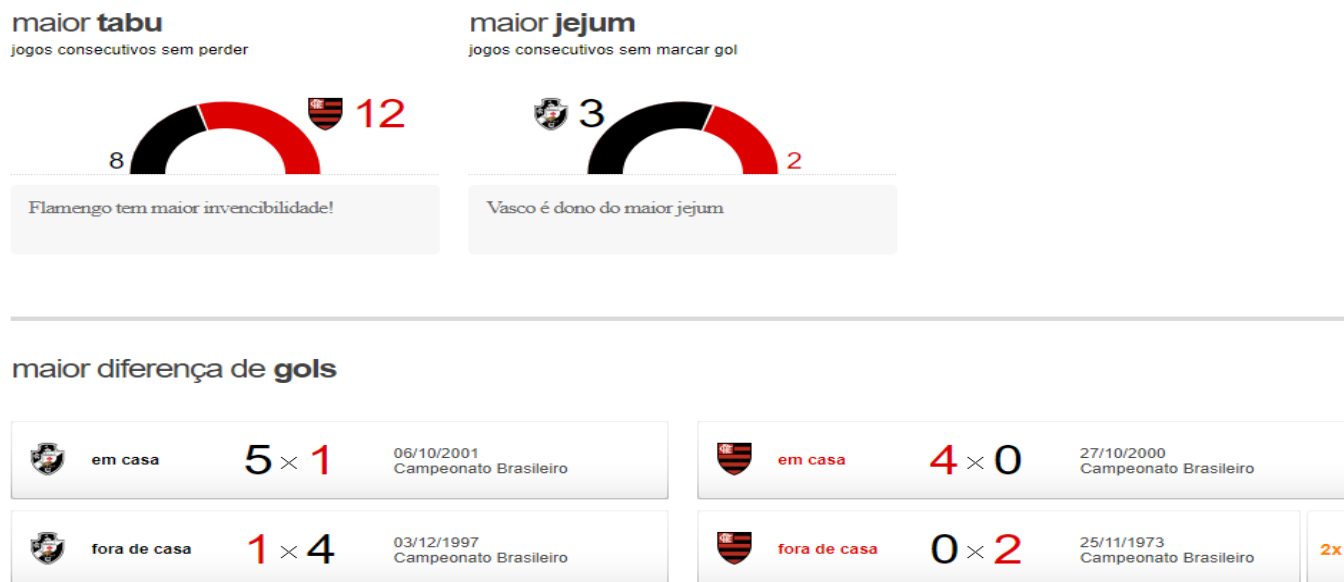 maior tabu
jogos consecutivos sem perder
12
8
Flamengo tem maior invencibilidade!
maior jejum
jogos consecutivos sem marcar gol
3
2
Vasco é dono do maior jejum
maior diferença de gols
em casa 5 × 1 06/10/2001
Campeonato Brasileiro
em casa 4 × 0 27/10/2000
Campeonato Brasileiro
fora de casa 1 × 4 03/12/1997
Campeonato Brasileiro
fora de casa 0 × 2 25/11/1973
Campeonato Brasileiro
2x